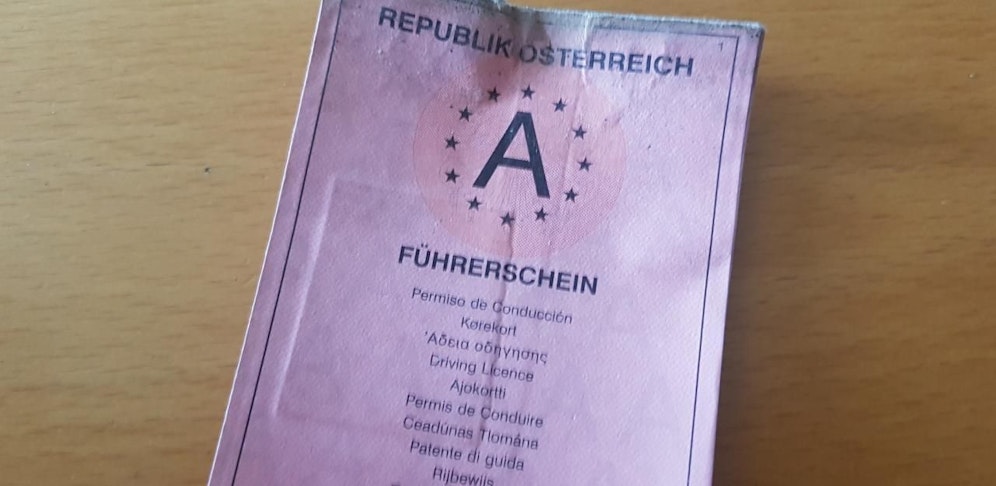 REPUBLIK ÖSTERREICH
1
A
FÜHRERSCHEIN
Permiso de Conducción
Kørekort
Άδεια οδήγησης
Driving Licence
Ajokortti
Permis de Conduire
Ceadúnas Tiomána
Patente di guida
Rijbewijs